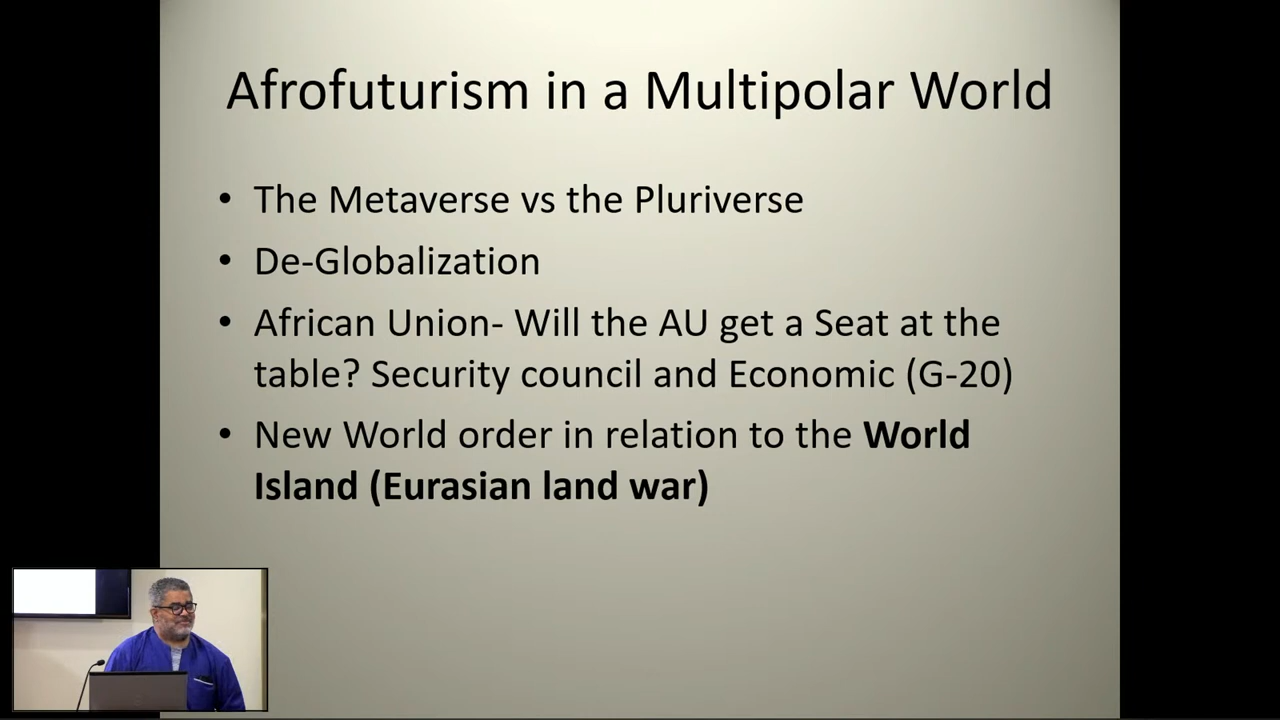 Afrofuturism in a Multipolar World
• The Metaverse vs the Pluriverse
• De-Globalization
• African Union- Will the AU get a Seat at the
table? Security council and Economic (G-20)
• New World order in relation to the World
Island (Eurasian land war)